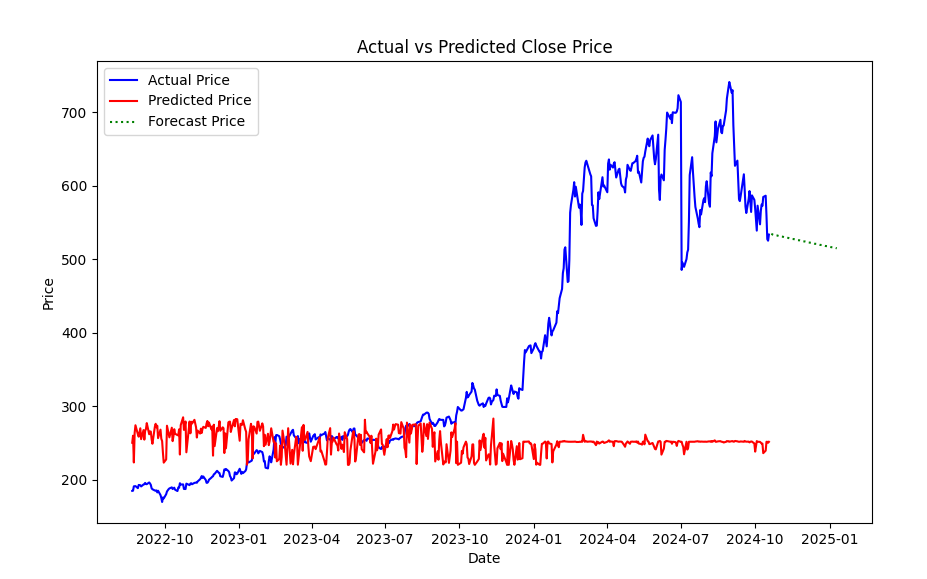 Actual vs Predicted Close Price
Actual Price
Predicted Price
Forecast Price
Price
700
600
500
400
300
200
2022-10
2023-01
2023-04
2023-07
2023-10
2024-01
2024-04
2024-07
2024-10
2025-01
Date